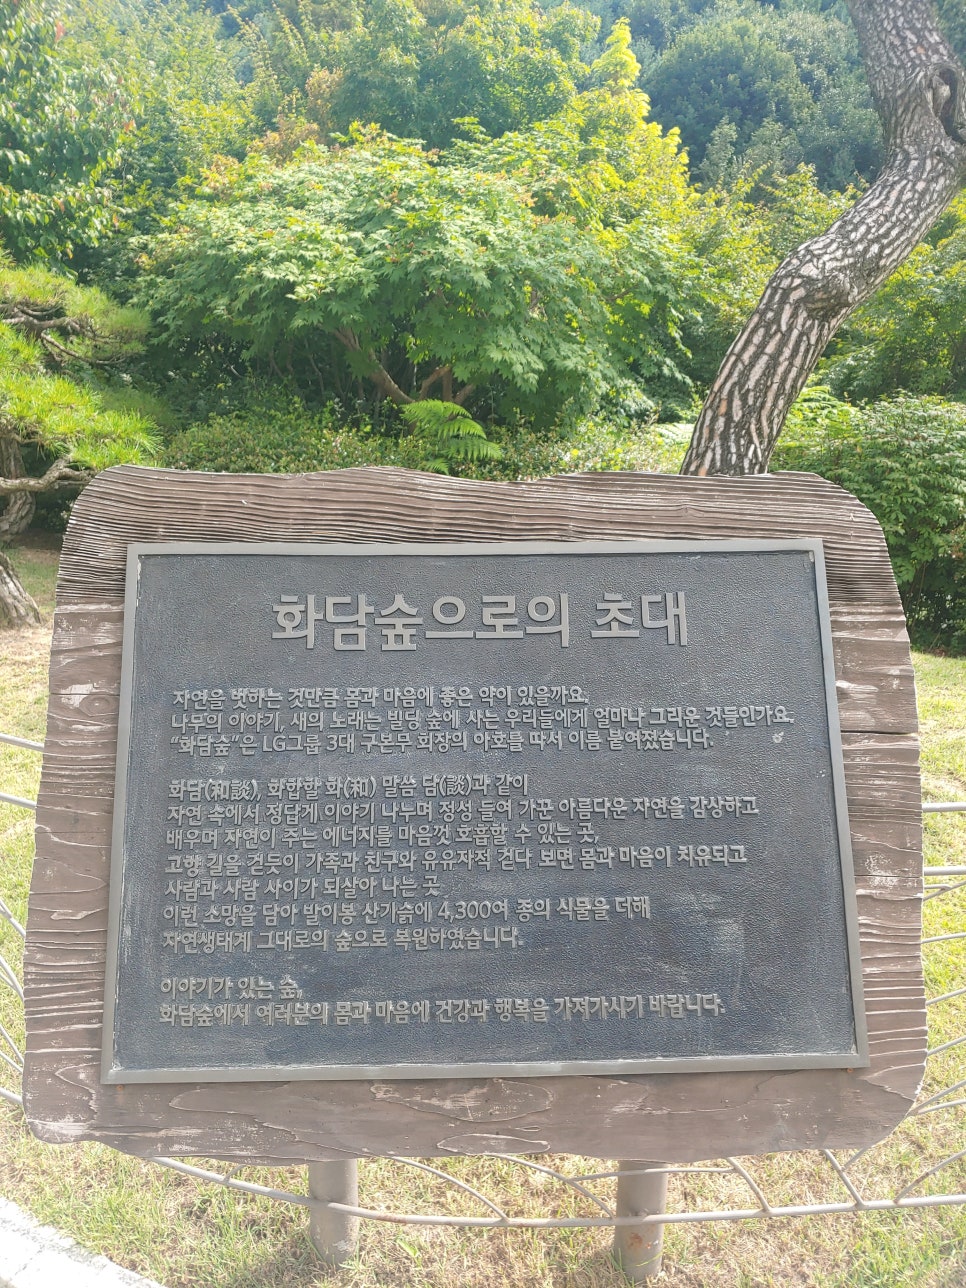 화담숲으로의 초대
자연을 벗하는 것만큼 몸과 마음에 좋은 약이 있을까요.
나무의 이야기, 새의 노래는 빌딩 숲에 사는 우리들에게 얼마나 그리운 것들인가요.
“화담숲”은 LG그룹 3대 구본무 회장의 아호를 따서 이름 붙여졌습니다.
화담(和談), 화합할 화(和) 말씀 담(談)과 같이
자연 속에서 정답게 이야기 나누며 정성 들여 가꾼 아름다운 자연을 감상하고
배우며 자연이 주는 에너지를 마음껏 호흡할 수 있는 곳,
고향 길을 걷듯이 가족과 친구와 유유자적 걷다 보면 몸과 마음이 치유되고
사람과 사람 사이가 되살아 나는 곳
이런 소망을 담아 발이봉 산기슭에 4,300여 종의 식물을 더해
자연생태계 그대로의 숲으로 복원하였습니다.
이야기가 있는 숲,
화담숲에서 여러분의 몸과 마음에 건강과 행복을 가져가시기 바랍니다.